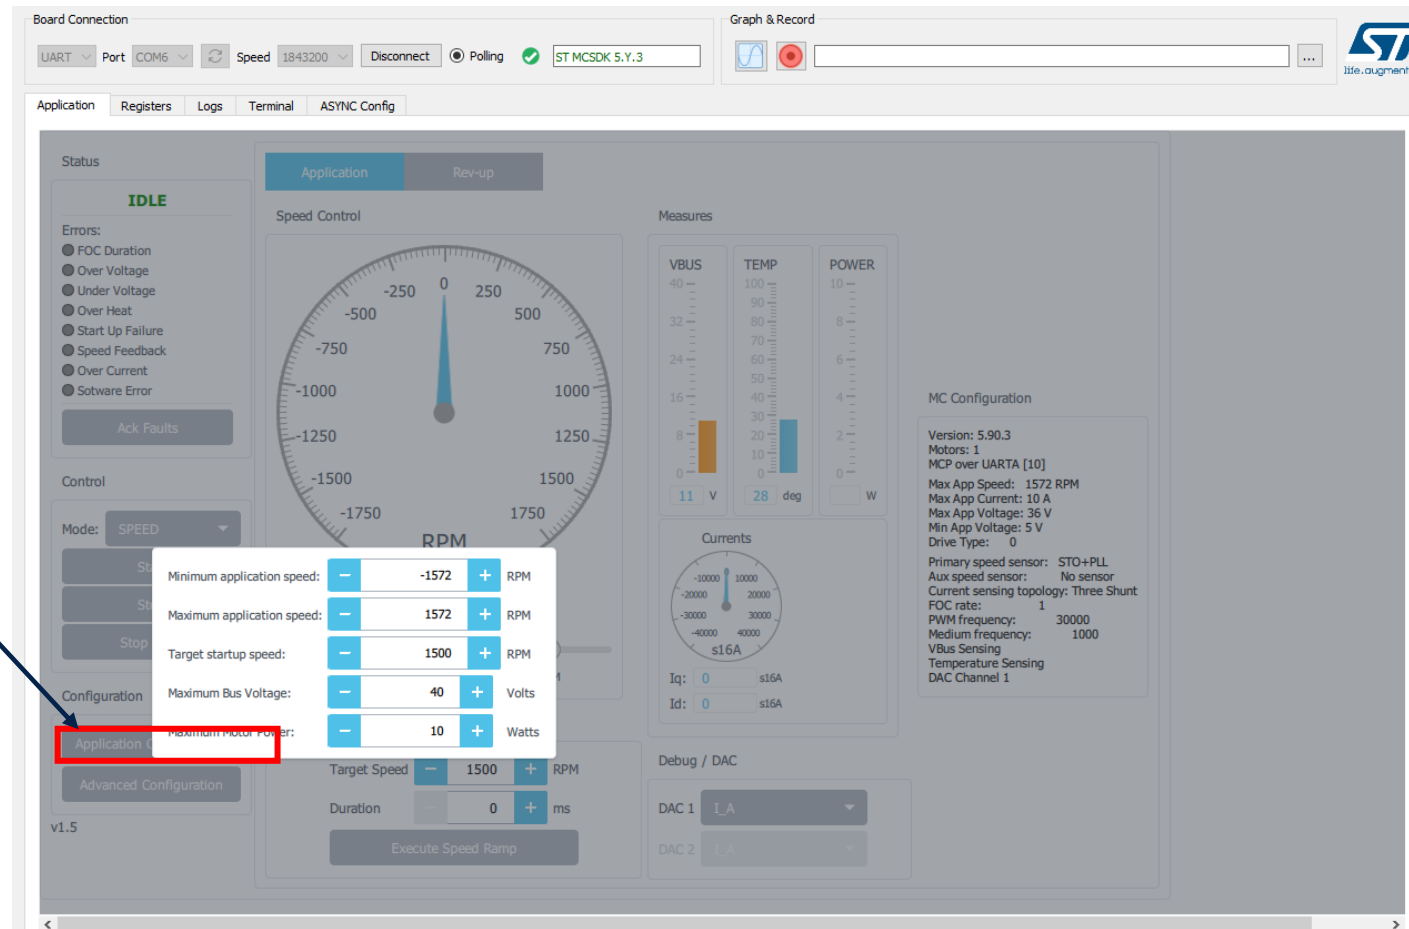 Board Connection
UART Port COM6 Speed 1843200 Disconnect Polling ST MCSDK 5.Y.3
Graph & Record
...
ST
life.augment
Application Registers Logs Terminal ASYNC Config
Status
IDLE
Errors:
FOC Duration
Over Voltage
Under Voltage
Over Heat
Start Up Failure
Speed Feedback
Over Current
Sotware Error
Ack Faults
Control
Mode: SPEED
Sta
Sto
Stop
Configuration
Application C
Advanced Configuration
v1.5
Application Rev-up
Speed Control
-250 0 250
-500 500
-750 750
-1000 1000
-1250 1250
-1500 1500
-1750 1750
RPM
Minimum application speed: − -1572 + RPM
Maximum application speed: − 1572 + RPM
Target startup speed: − 1500 + RPM
Maximum Bus Voltage: − 40 + Volts
Maximum Motor Power: − 10 + Watts
Target Speed − 1500 + RPM
Duration − 0 + ms
Execute Speed Ramp
Measures
VBUS TEMP POWER
40 100 10
90
32 80 8
70
24 60 6
50
16 40 4
30
8 20 2
10
0 0 0
11 V 28 deg W
Currents
-10000 0 10000
-20000 20000
-30000 30000
-40000 40000
s16A
Iq: 0 s16A
Id: 0 s16A
Debug / DAC
DAC 1 I_A
DAC 2 I_A
MC Configuration
Version: 5.90.3
Motors: 1
MCP over UARTA [10]
Max App Speed: 1572 RPM
Max App Current: 10 A
Max App Voltage: 36 V
Min App Voltage: 5 V
Drive Type: 0
Primary speed sensor: STO+PLL
Aux speed sensor: No sensor
Current sensing topology: Three Shunt
FOC rate: 1
PWM frequency: 30000
Medium frequency: 1000
VBus Sensing
Temperature Sensing
DAC Channel 1